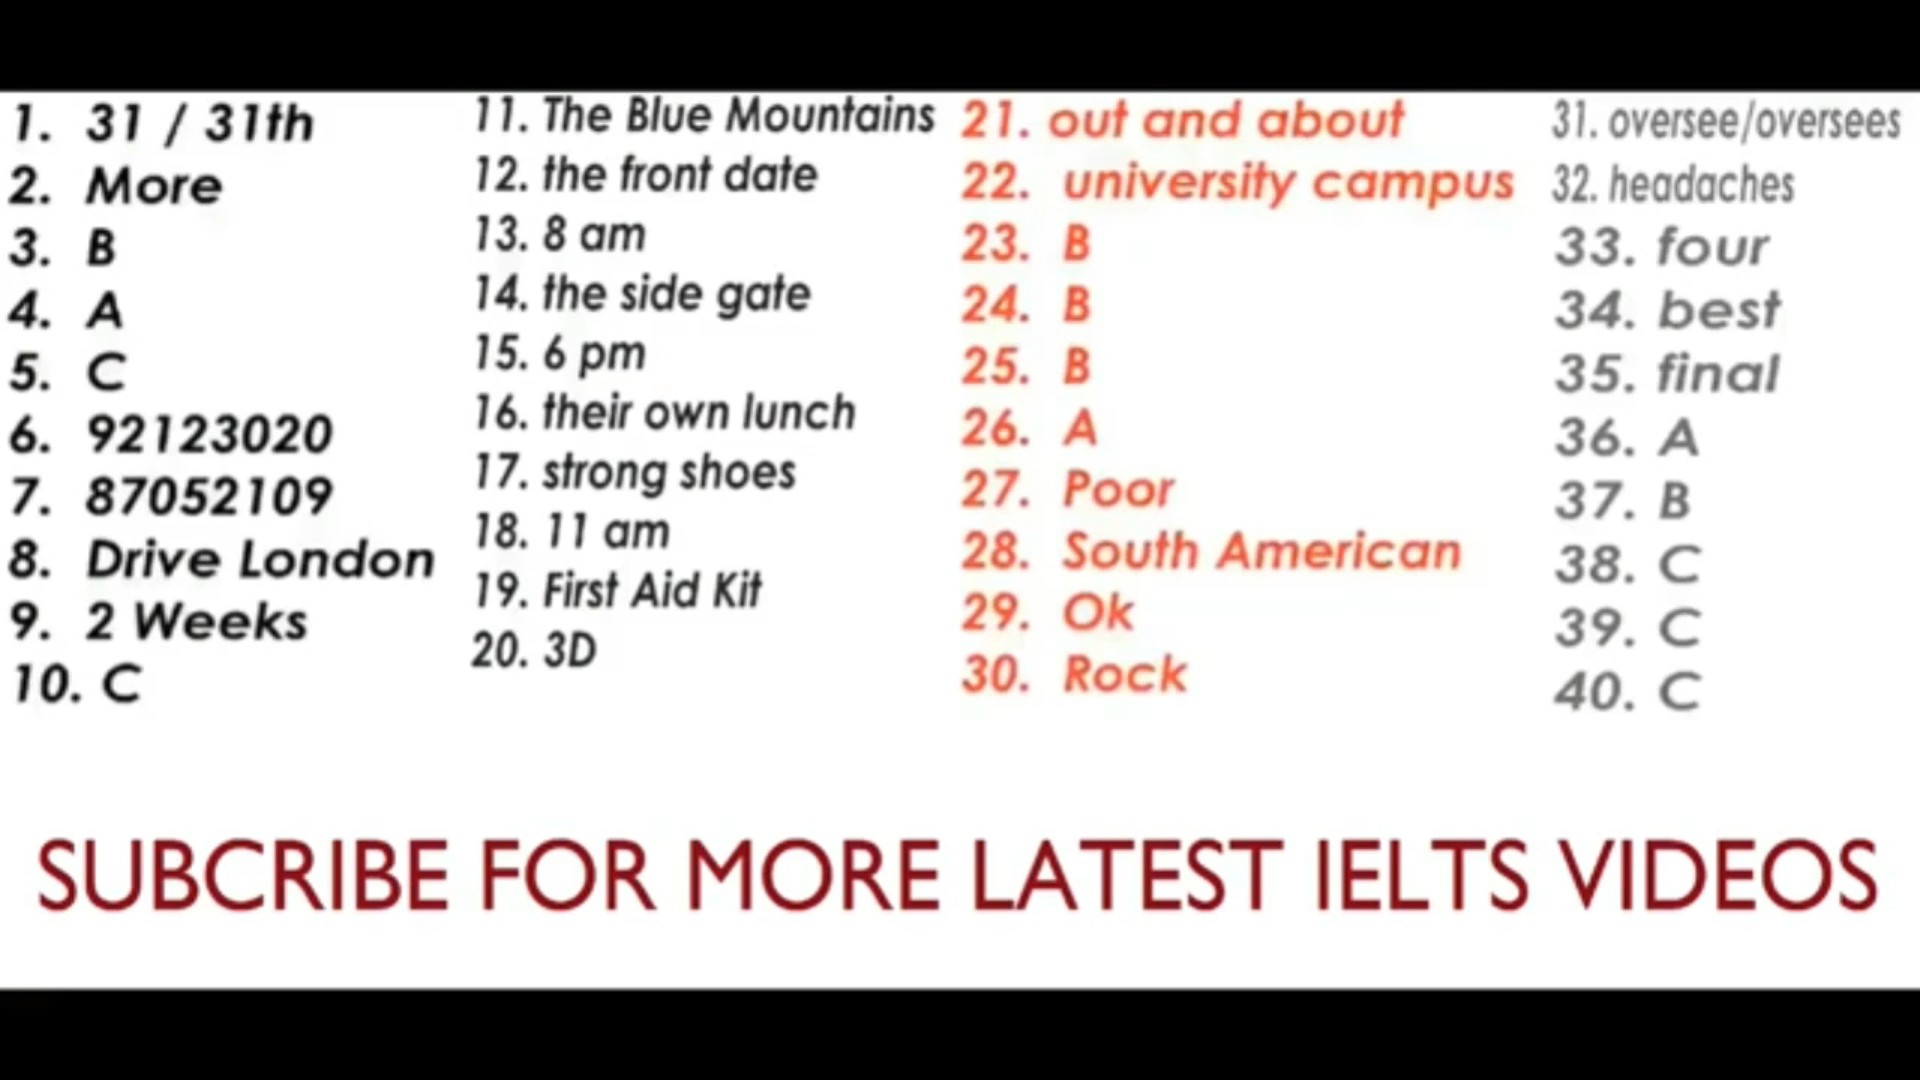 1. 31 / 31th
2. More
3. B
4. A
5. C
6. 92123020
7. 87052109
8. Drive London
9. 2 Weeks
10. C
11. The Blue Mountains
12. the front date
13. 8 am
14. the side gate
15. 6 pm
16. their own lunch
17. strong shoes
18. 11 am
19. First Aid Kit
20. 3D
21. out and about
22. university campus
23. B
24. B
25. B
26. A
27. Poor
28. South American
29. Ok
30. Rock
31. oversee/oversees
32. headaches
33. four
34. best
35. final
36. A
37. B
38. C
39. C
40. C
SUBCRIBE FOR MORE LATEST IELTS VIDEOS